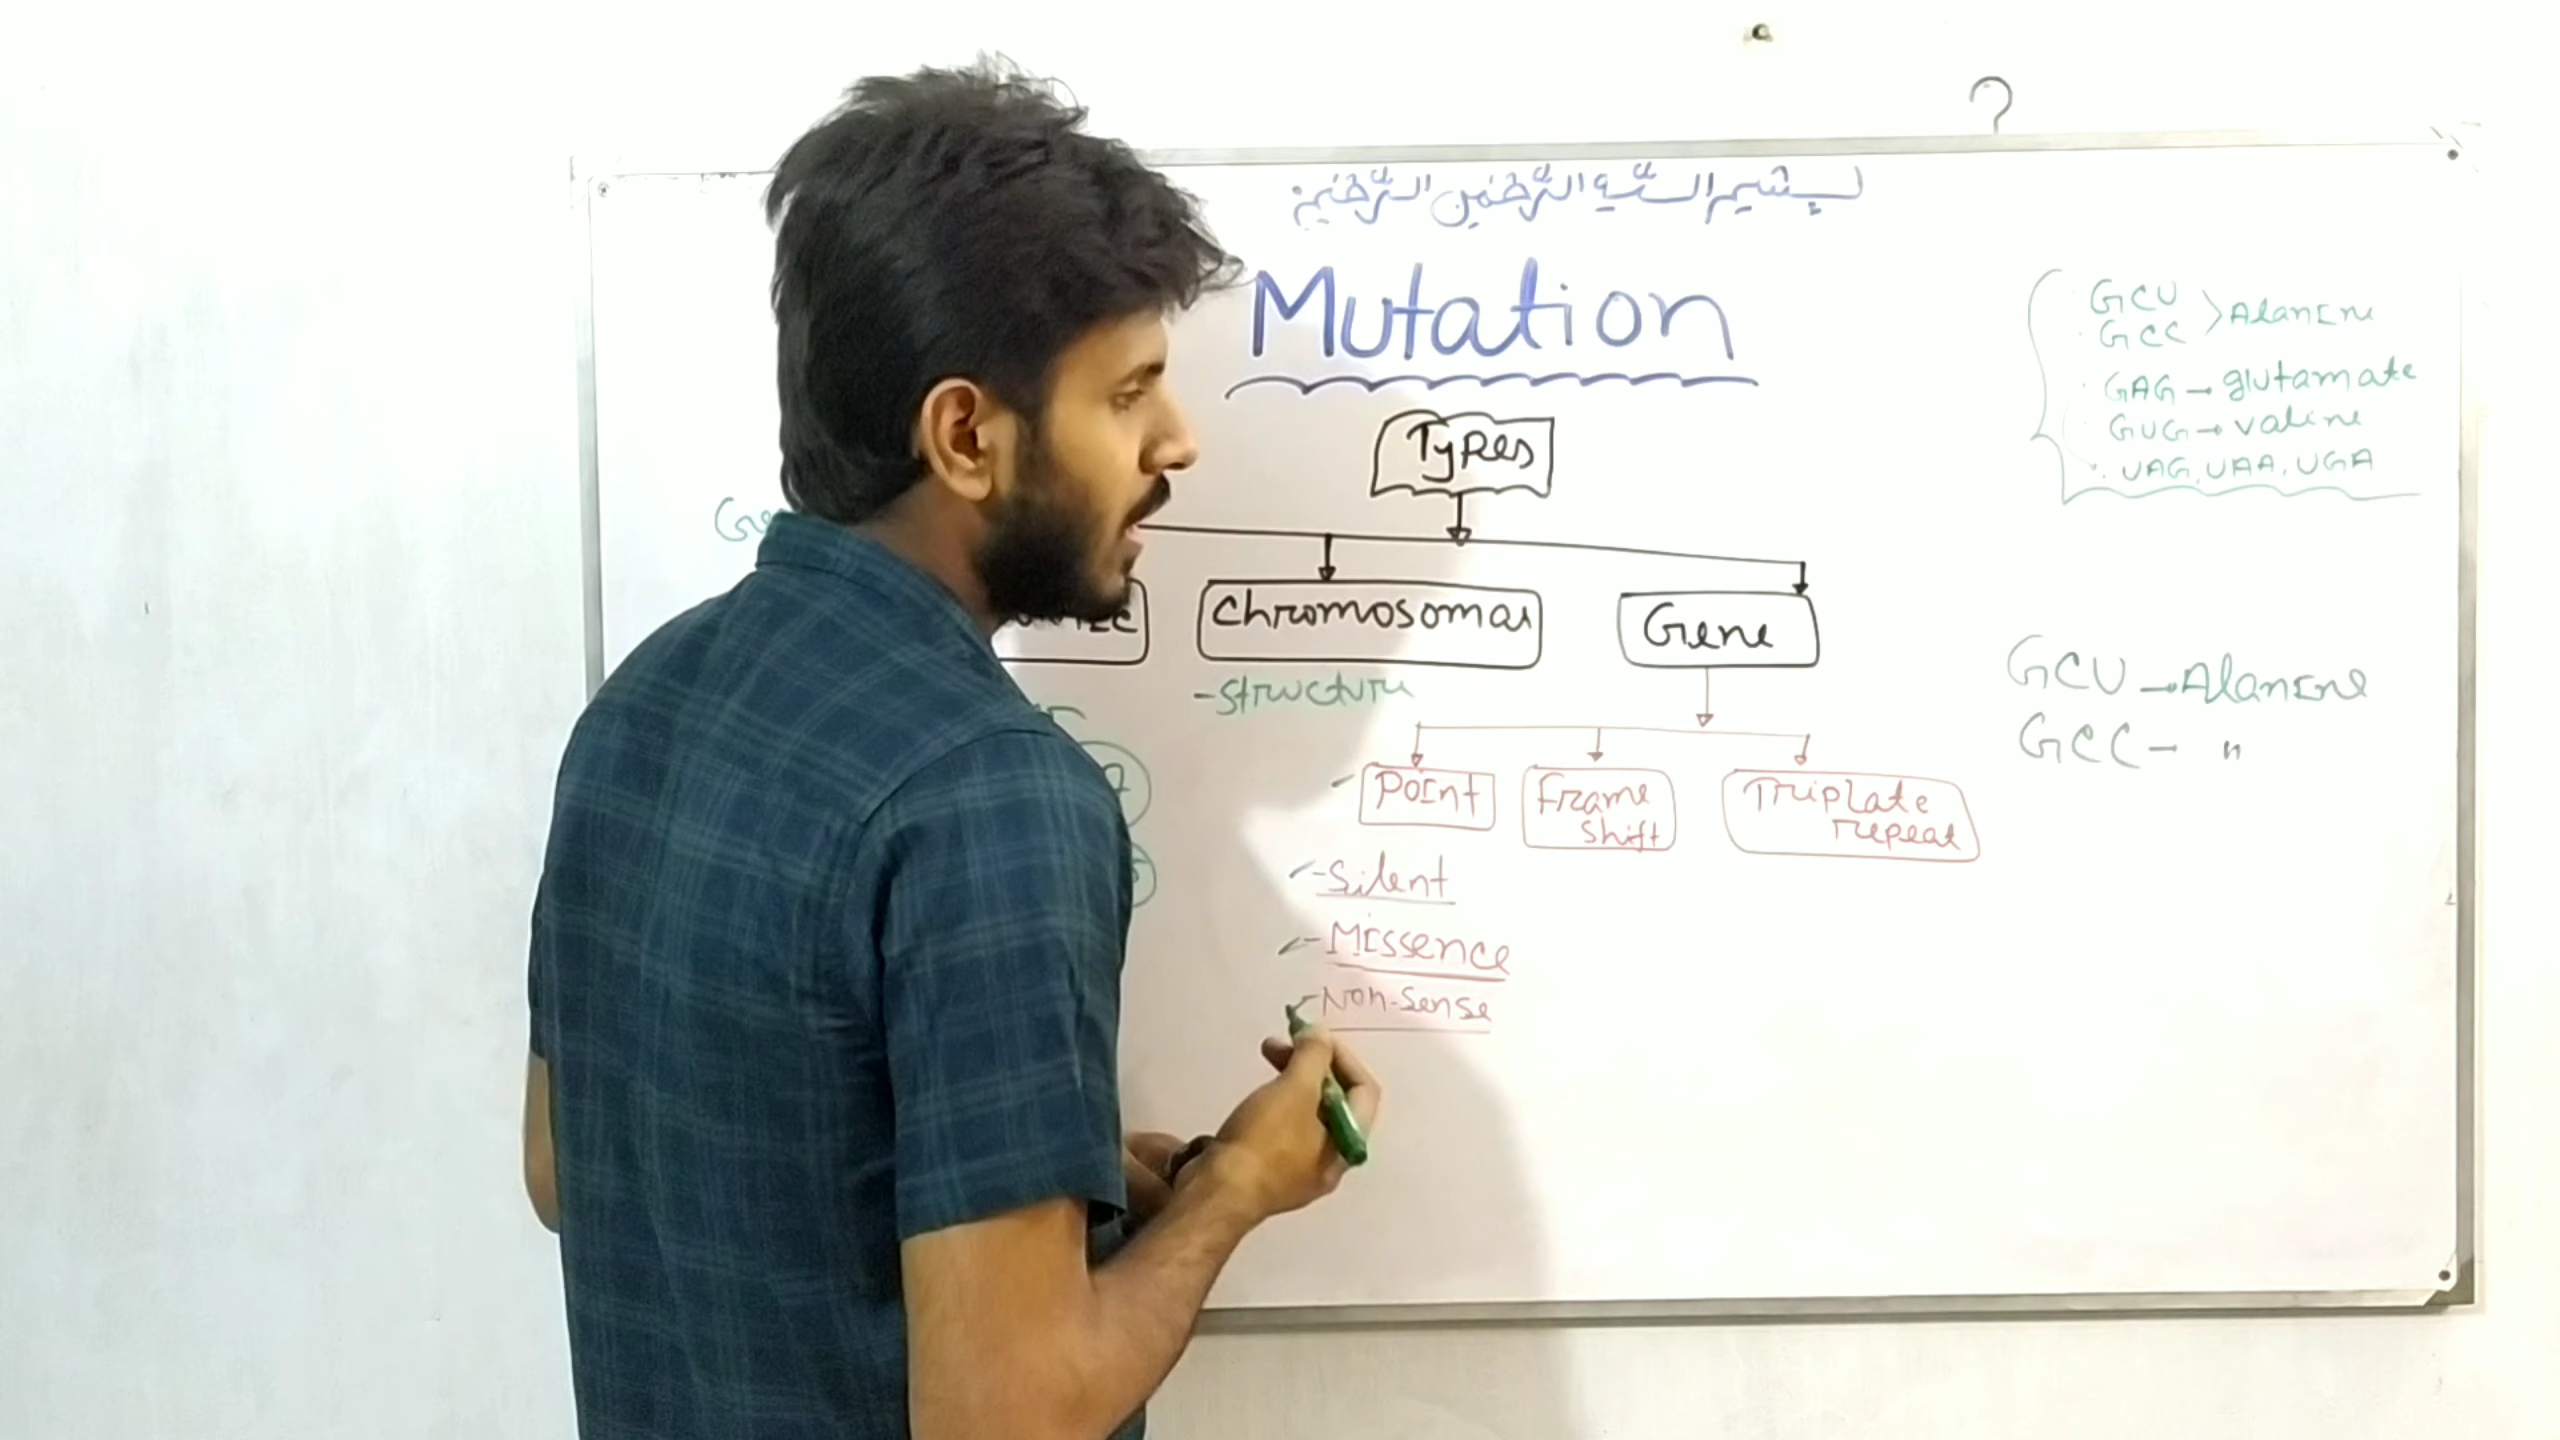 بِسْمِ اللّٰهِ الرَّحْمٰنِ الرَّحِيْمِ
Mutation
Types
Chromosomal
Gene
-structure
Point
Frame
shift
Triplate
repeat
-Silent
-Missence
-Non-Sense
GCU
GCC > Alanine
GAG → glutamate
GUG → valine
UAG, UAA, UGA
GCU → Alanine
GCC - "